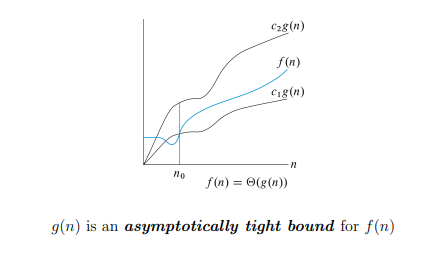 c₂g(n)
f(n)
c₁g(n)
n
n₀
f(n) = Θ(g(n))
g(n) is an asymptotically tight bound for f(n)